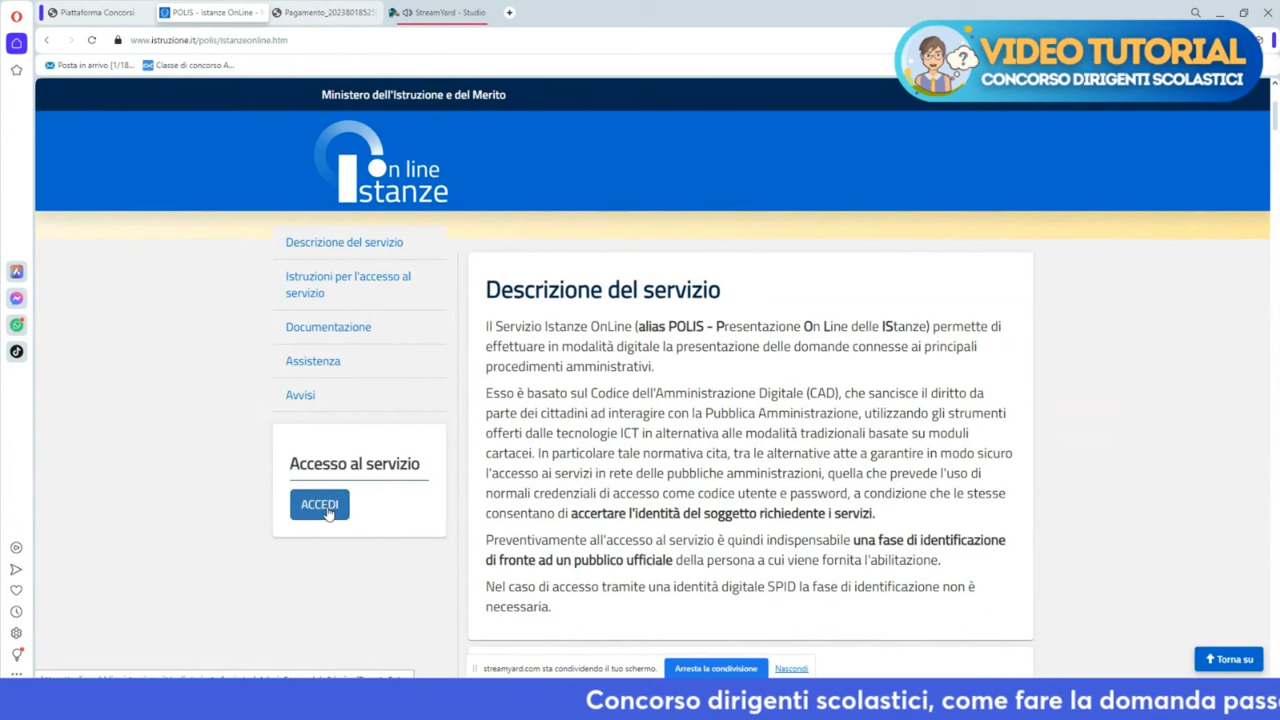 Piattaforma Concorsi
POLIS - Istanze OnLine -
Pagamento_2023801852
StreamYard - Studio
www.istruzione.it/polis/Istanzeonline.htm
Posta in arrivo (1/18...
Classe di concorso A...
VIDEO TUTORIAL
CONCORSO DIRIGENTI SCOLASTICI
Ministero dell'Istruzione e del Merito
Istanze On line
Descrizione del servizio
Istruzioni per l'accesso al
servizio
Documentazione
Assistenza
Avvisi
Accesso al servizio
ACCEDI
Descrizione del servizio
Il Servizio Istanze OnLine (alias POLIS - Presentazione On Line delle IStanze) permette di
effettuare in modalità digitale la presentazione delle domande connesse ai principali
procedimenti amministrativi.
Esso è basato sul Codice dell'Amministrazione Digitale (CAD), che sancisce il diritto da
parte dei cittadini ad interagire con la Pubblica Amministrazione, utilizzando gli strumenti
offerti dalle tecnologie ICT in alternativa alle modalità tradizionali basate su moduli
cartacei. In particolare tale normativa cita, tra le alternative atte a garantire in modo sicuro
l'accesso ai servizi in rete delle pubbliche amministrazioni, quella che prevede l'uso di
normali credenziali di accesso come codice utente e password, a condizione che le stesse
consentano di accertare l'identità del soggetto richiedente i servizi.
Preventivamente all'accesso al servizio è quindi indispensabile una fase di identificazione
di fronte ad un pubblico ufficiale della persona a cui viene fornita l'abilitazione.
Nel caso di accesso tramite una identità digitale SPID la fase di identificazione non è
necessaria.
Torna su
streamyard.com sta condividendo il tuo schermo.
Arresta la condivisione
Nascondi
Concorso dirigenti scolastici, come fare la domanda pass